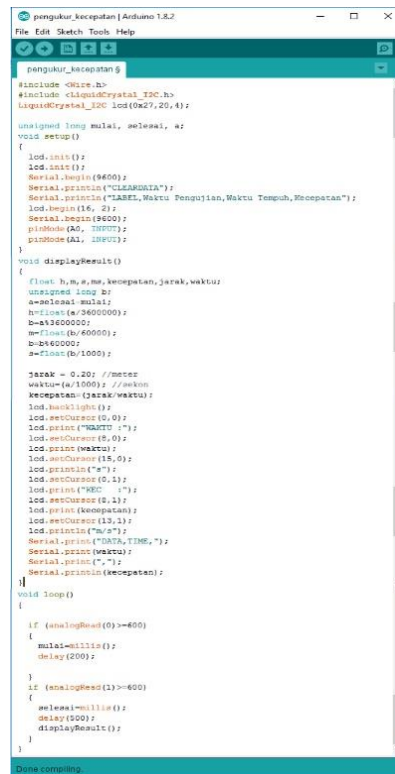 pengukur_kecepatan | Arduino 1.8.2
File Edit Sketch Tools Help
pengukur_kecepatan §
#include <Wire.h>
#include <LiquidCrystal_I2C.h>
LiquidCrystal_I2C lcd(0x27,20,4);
unsigned long mulai, selesai, a;
void setup()
{
lcd.init();
lcd.init();
Serial.begin(9600);
Serial.println("CLEARDATA");
Serial.println("LABEL,Waktu Pengujian,Waktu Tempuh,Kecepatan");
lcd.begin(16, 2);
Serial.begin(9600);
pinMode(A0, INPUT);
pinMode(A1, INPUT);
}
void displayResult()
{
float h,m,s,ms,kecepatan,jarak,waktu;
unsigned long b;
a=selesai-mulai;
h=float(a/3600000);
b=a%3600000;
m=float(b/60000);
b=b%60000;
s=float(b/1000);
jarak = 0.20; //meter
waktu=(a/1000); //sekon
kecepatan=(jarak/waktu);
lcd.backlight();
lcd.setCursor(0,0);
lcd.print("WAKTU :");
lcd.setCursor(8,0);
lcd.print(waktu);
lcd.setCursor(15,0);
lcd.println("s");
lcd.setCursor(0,1);
lcd.print("KEC   :");
lcd.setCursor(8,1);
lcd.print(kecepatan);
lcd.setCursor(13,1);
lcd.println("m/s");
Serial.print("DATA,TIME,");
Serial.print(waktu);
Serial.print(",");
Serial.println(kecepatan);
}
void loop()
{
if (analogRead(0)>=600)
{
mulai=millis();
delay(200);
}
if (analogRead(1)>=600)
{
selesai=millis();
delay(500);
displayResult();
}
}
Done compiling.